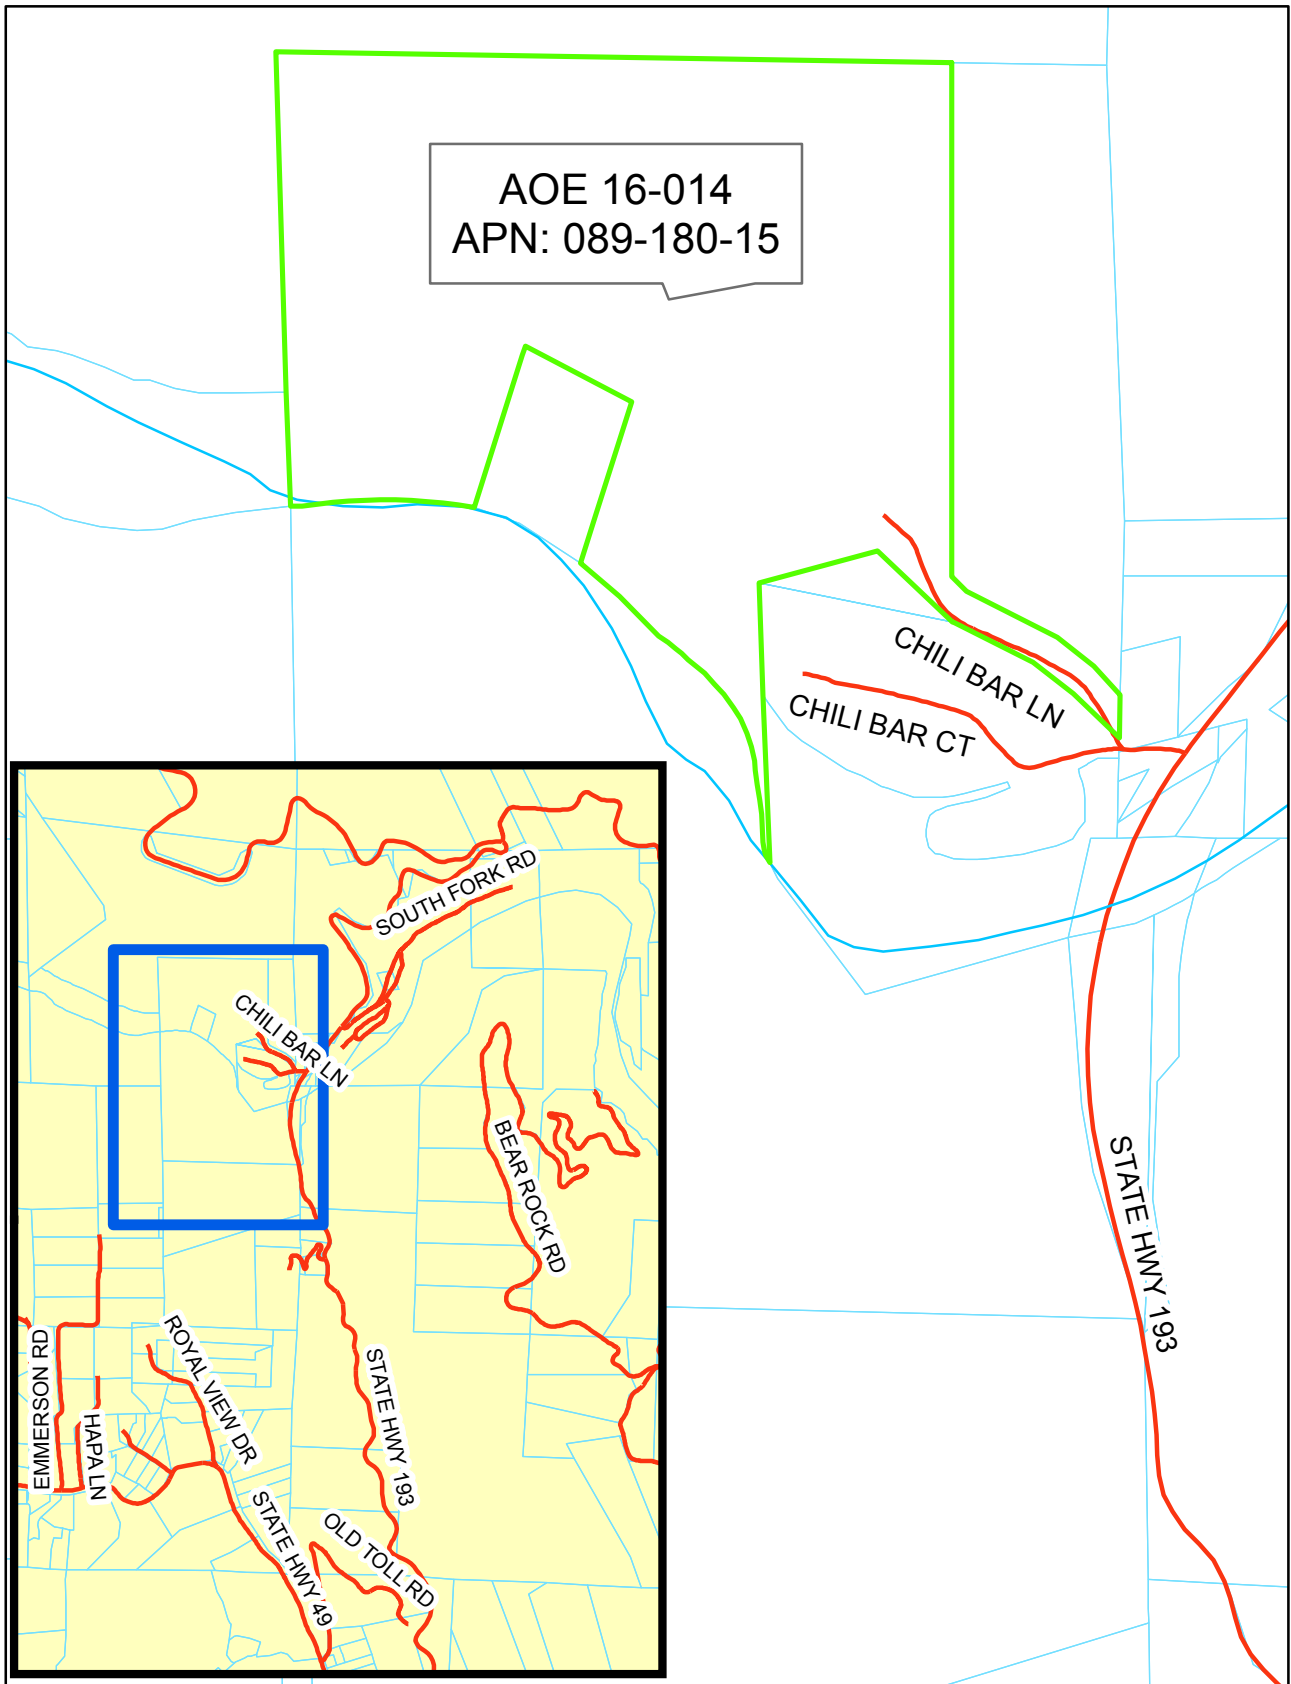 AOE 16-014
APN: 089-180-15
CHILI BAR LN
CHILI BAR CT
STATE HWY 193
SOUTH FORK RD
CHILI BAR LN
BEAR ROCK RD
ROYAL VIEW DR
EMMERSON RD
HAPA LN
STATE HWY 193
STATE HWY 49
OLD TOLL RD